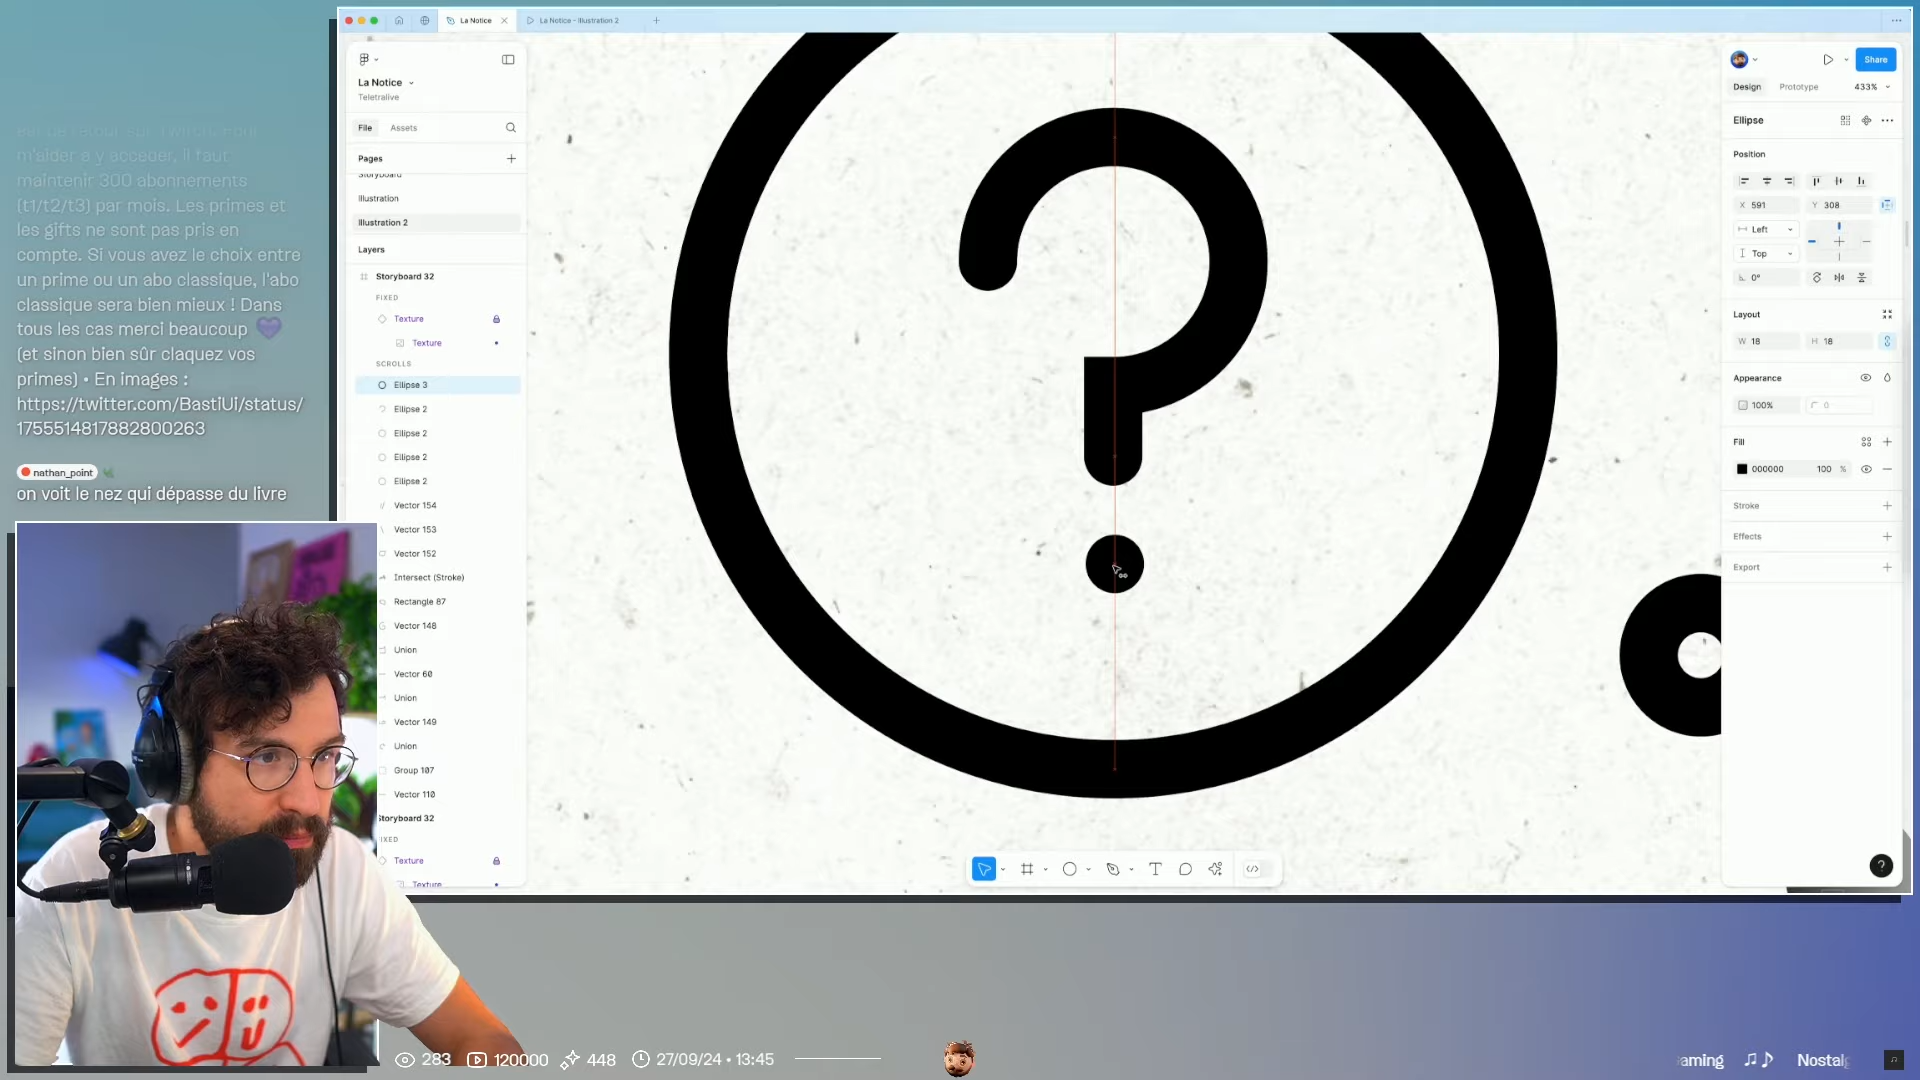 La Notice
La Notice - Illustration 2
La Notice
Teletralive
File
Assets
Pages
Storyboard
Illustration
Illustration 2
Layers
Storyboard 32
FIXED
Texture
Texture
SCROLLS
Ellipse 3
Ellipse 2
Ellipse 2
Ellipse 2
Ellipse 2
Vector 154
Vector 153
Vector 152
Intersect (Stroke)
Rectangle 87
Vector 148
Union
Vector 60
Union
Vector 149
Union
Group 107
Vector 110
Storyboard 32
FIXED
Texture
Texture
Share
Design
Prototype
433%
Ellipse
Position
X 591
Y 308
Left
Top
0°
Layout
W 18
H 18
Appearance
100%
0
Fill
000000
100 %
Stroke
Effects
Export
?
m'aider a y accéder, il faut
maintenir 300 abonnements
(t1/t2/t3) par mois. Les primes et
les gifts ne sont pas pris en
compte. Si vous avez le choix entre
un prime ou un abo classique, l'abo
classique sera bien mieux ! Dans
tous les cas merci beaucoup 💜
(et sinon bien sûr claquez vos
primes) • En images :
https://twitter.com/BastiUi/status/
1755514817882800263
nathan_point
on voit le nez qui dépasse du livre
?
283
120000
448
27/09/24 • 13:45
aming
Nostal